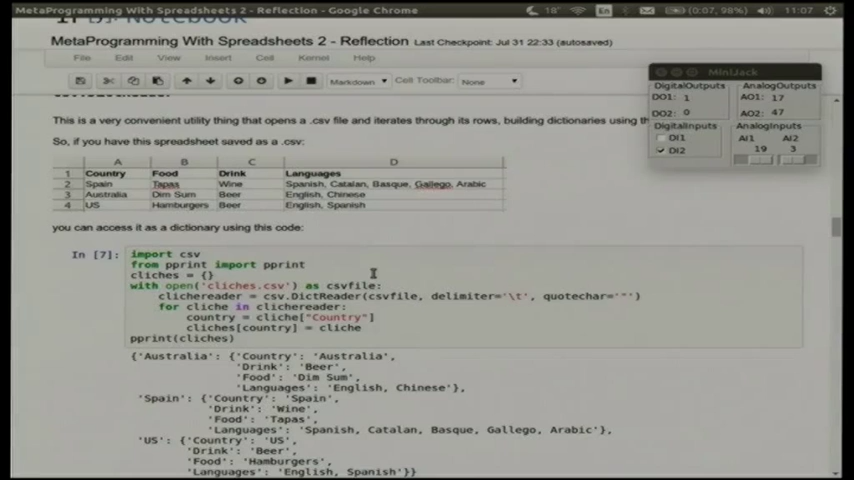 MetaProgramming With Spreadsheets 2 - Reflection - Google Chrome
18°
En
(0:07, 98%)
11:07
Notebook
MetaProgramming With Spreadsheets 2 - Reflection Last Checkpoint: Jul 31 22:33 (autosaved)
File Edit View Insert Cell Kernel Help
Markdown
Cell Toolbar:
None
MiniJack
DigitalOutputs
AnalogOutputs
DO1: 1
AO1: 17
DO2: 0
AO2: 47
DigitalInputs
AnalogInputs
DI1
AI1
AI2
DI2
19
3
This is a very convenient utility thing that opens a .csv file and iterates through its rows, building dictionaries using th
So, if you have this spreadsheet saved as a .csv:
A B C D
1 Country Food Drink Languages
2 Spain Tapas Wine Spanish, Catalan, Basque, Gallego, Arabic
3 Australia Dim Sum Beer English, Chinese
4 US Hamburgers Beer English, Spanish
you can access it as a dictionary using this code:
In [7]:
import csv
from pprint import pprint
cliches = {}
with open('cliches.csv') as csvfile:
clichereader = csv.DictReader(csvfile, delimiter='\t', quotechar='"')
for cliche in clichereader:
country = cliche["Country"]
cliches[country] = cliche
pprint(cliches)
{'Australia': {'Country': 'Australia',
'Drink': 'Beer',
'Food': 'Dim Sum',
'Languages': 'English, Chinese'},
'Spain': {'Country': 'Spain',
'Drink': 'Wine',
'Food': 'Tapas',
'Languages': 'Spanish, Catalan, Basque, Gallego, Arabic'},
'US': {'Country': 'US',
'Drink': 'Beer',
'Food': 'Hamburgers',
'Languages': 'English, Spanish'}}